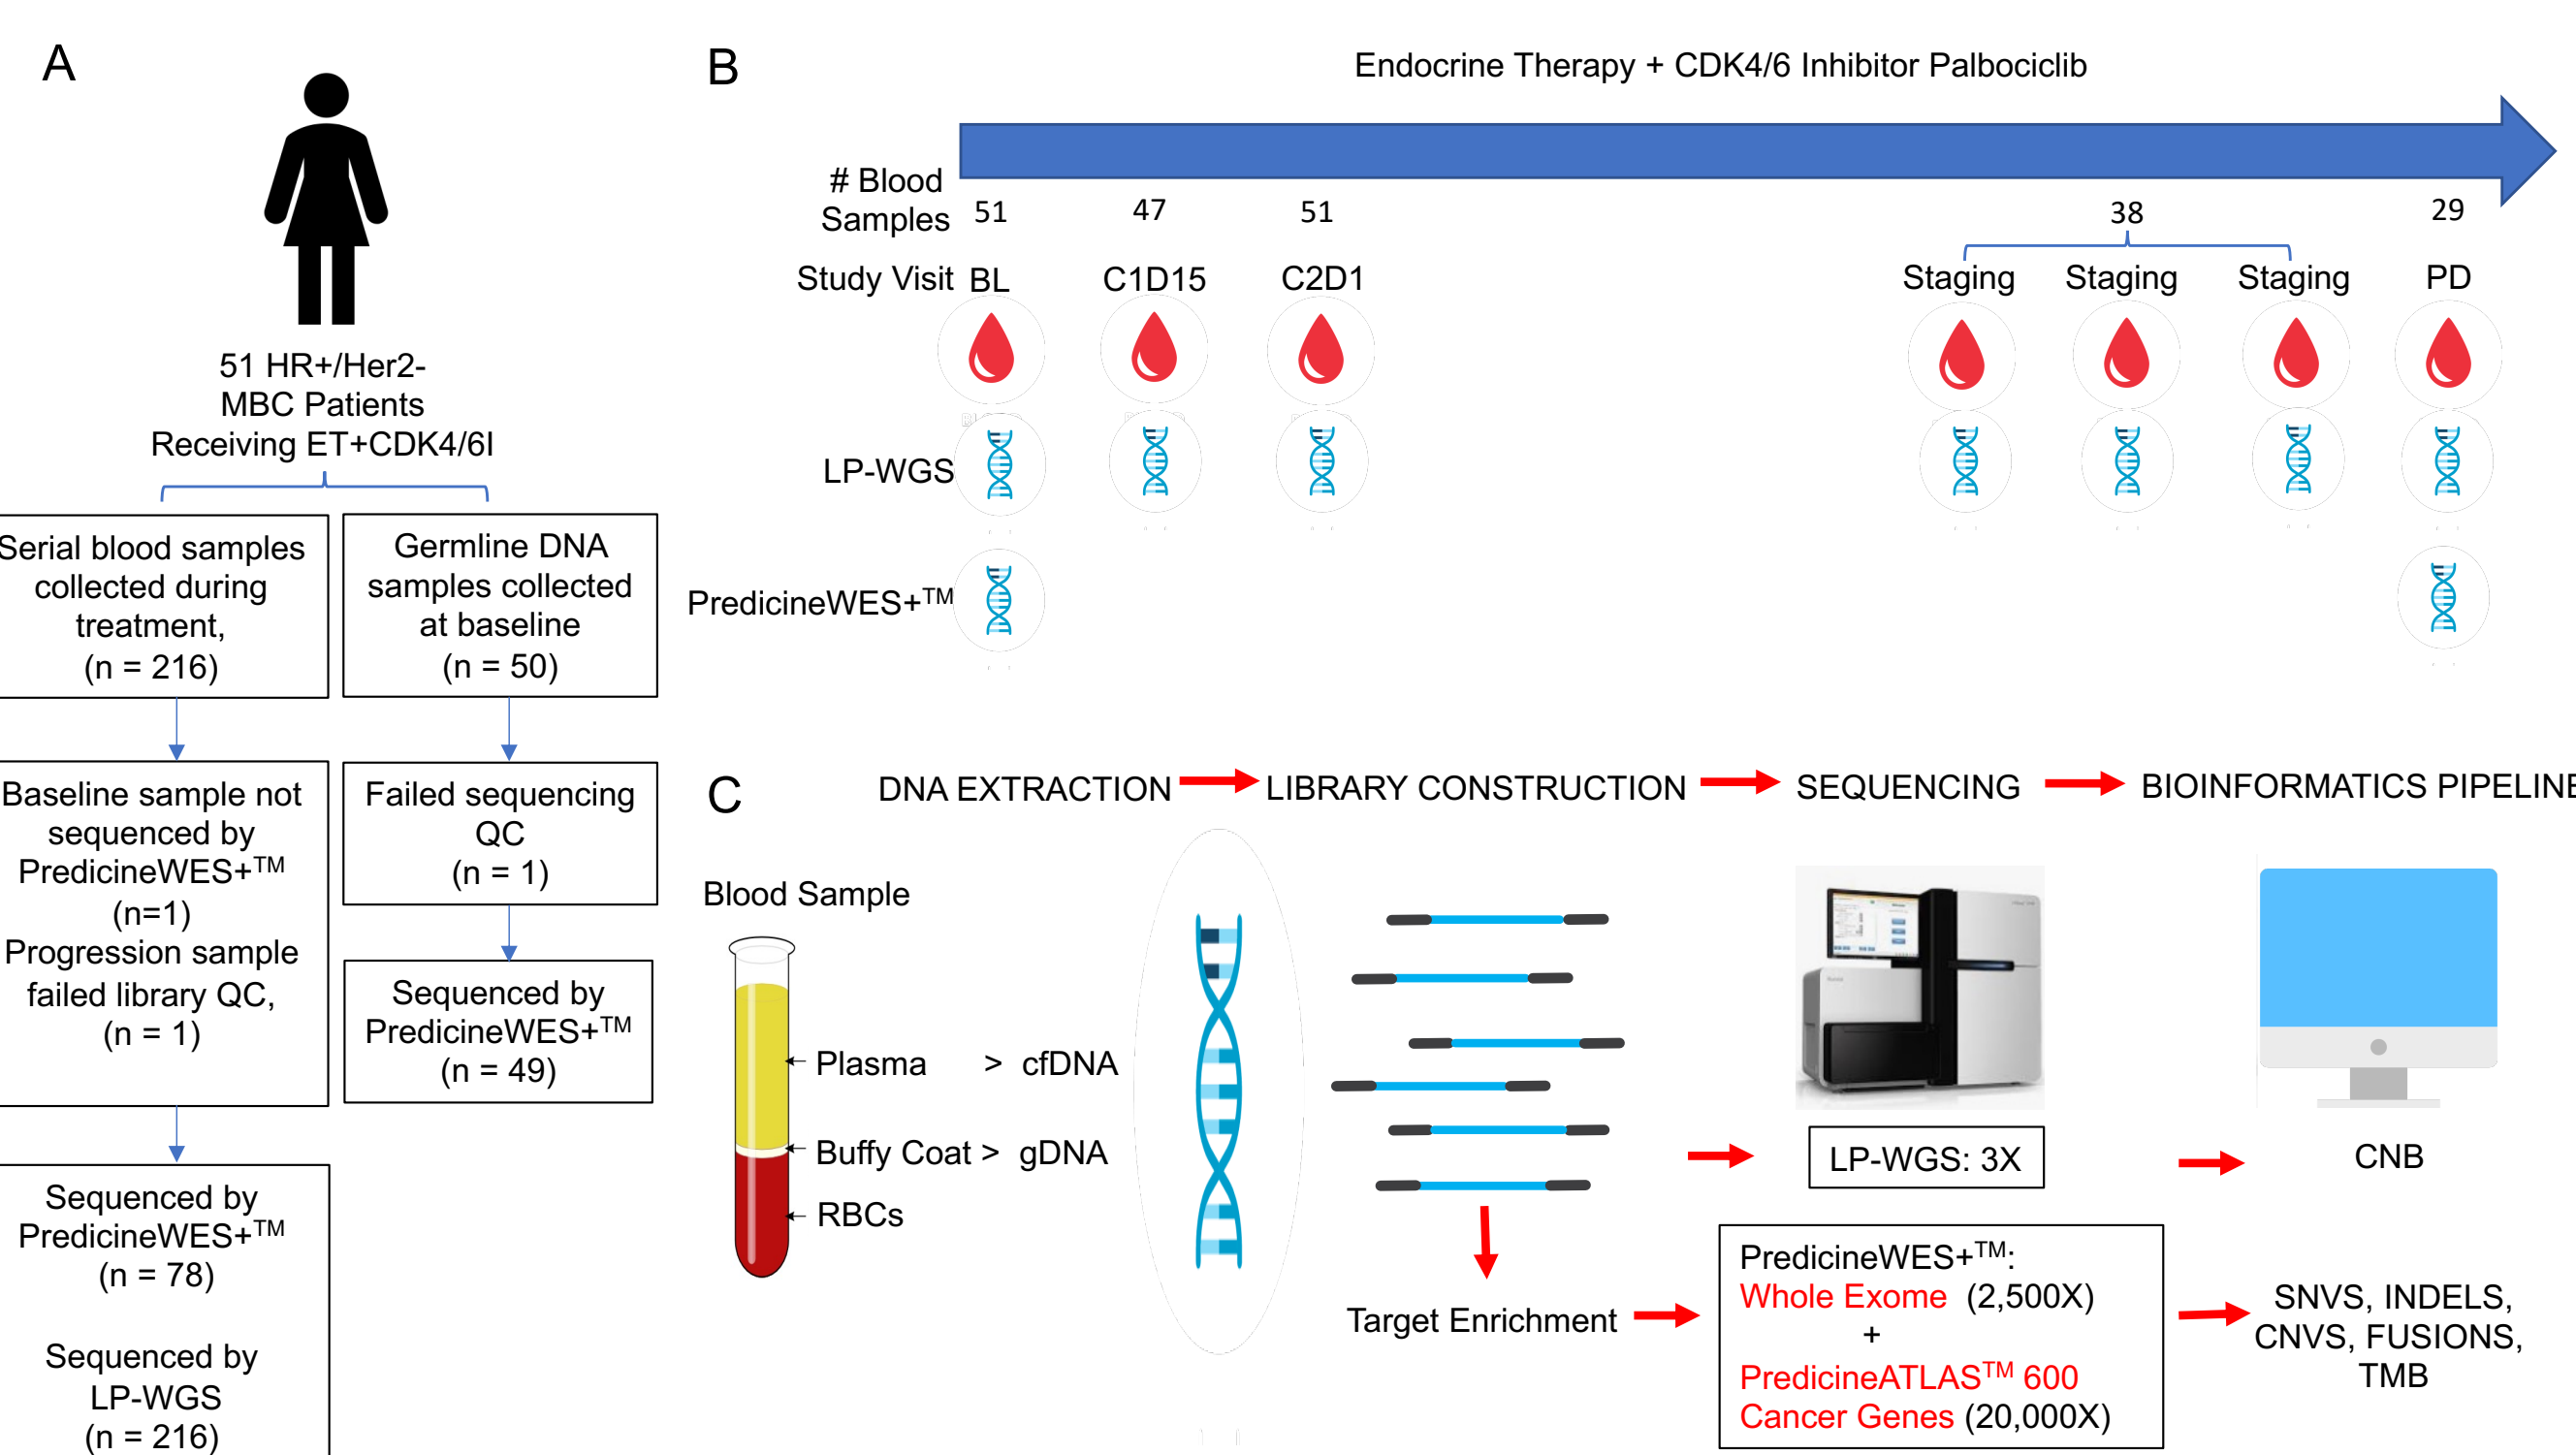 A
51 HR+/Her2-
MBC Patients
Receiving ET+CDK4/6I
Serial blood samples
collected during
treatment,
(n = 216)
Germline DNA
samples collected
at baseline
(n = 50)
Baseline sample not
sequenced by
PredicineWES+TM
(n=1)
Progression sample
failed library QC,
(n = 1)
Failed sequencing
QC
(n = 1)
Sequenced by
PredicineWES+TM
(n = 49)
Sequenced by
PredicineWES+TM
(n = 78)
Sequenced by
LP-WGS
(n = 216)
B
Endocrine Therapy + CDK4/6 Inhibitor Palbociclib
# Blood
Samples 51 47 51 38 29
Study Visit BL C1D15 C2D1 Staging Staging Staging PD
LP-WGS
PredicineWES+TM
C
DNA EXTRACTION LIBRARY CONSTRUCTION SEQUENCING BIOINFORMATICS PIPELINE
Blood Sample
Plasma > cfDNA
Buffy Coat > gDNA
RBCs
LP-WGS: 3X
CNB
Target Enrichment
PredicineWES+TM:
Whole Exome (2,500X)
+
PredicineATLASTM 600
Cancer Genes (20,000X)
SNVS, INDELS,
CNVS, FUSIONS,
TMB